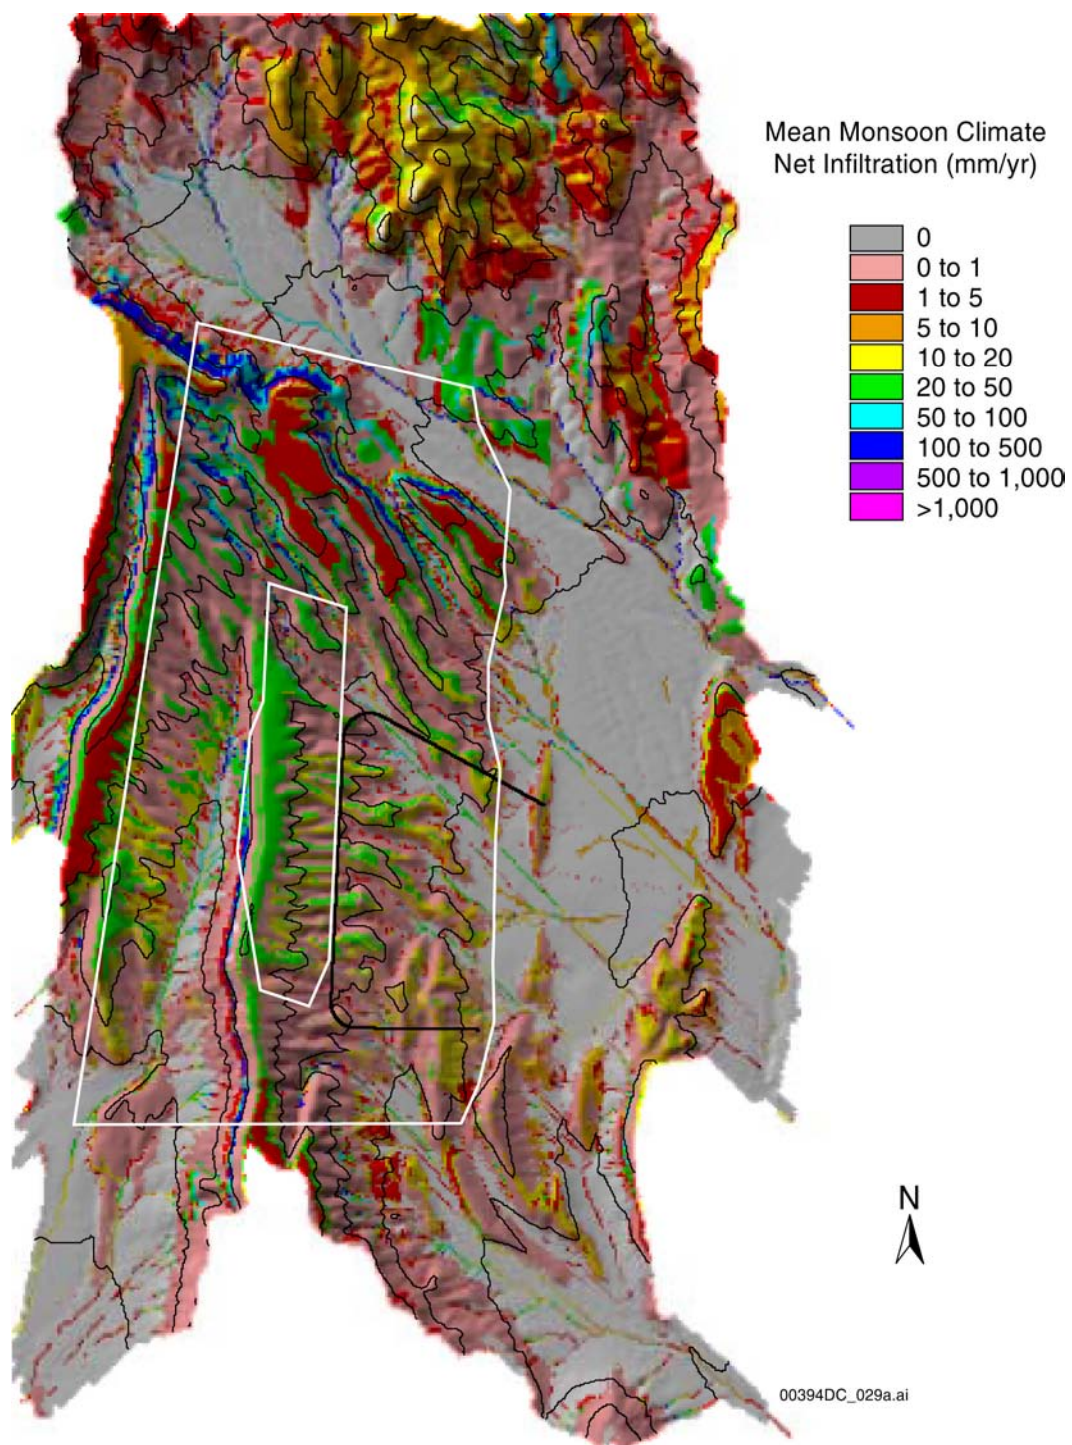 Mean Monsoon Climate
Net Infiltration (mm/yr)
0
0 to 1
1 to 5
5 to 10
10 to 20
20 to 50
50 to 100
100 to 500
500 to 1,000
>1,000
N
00394DC_029a.ai